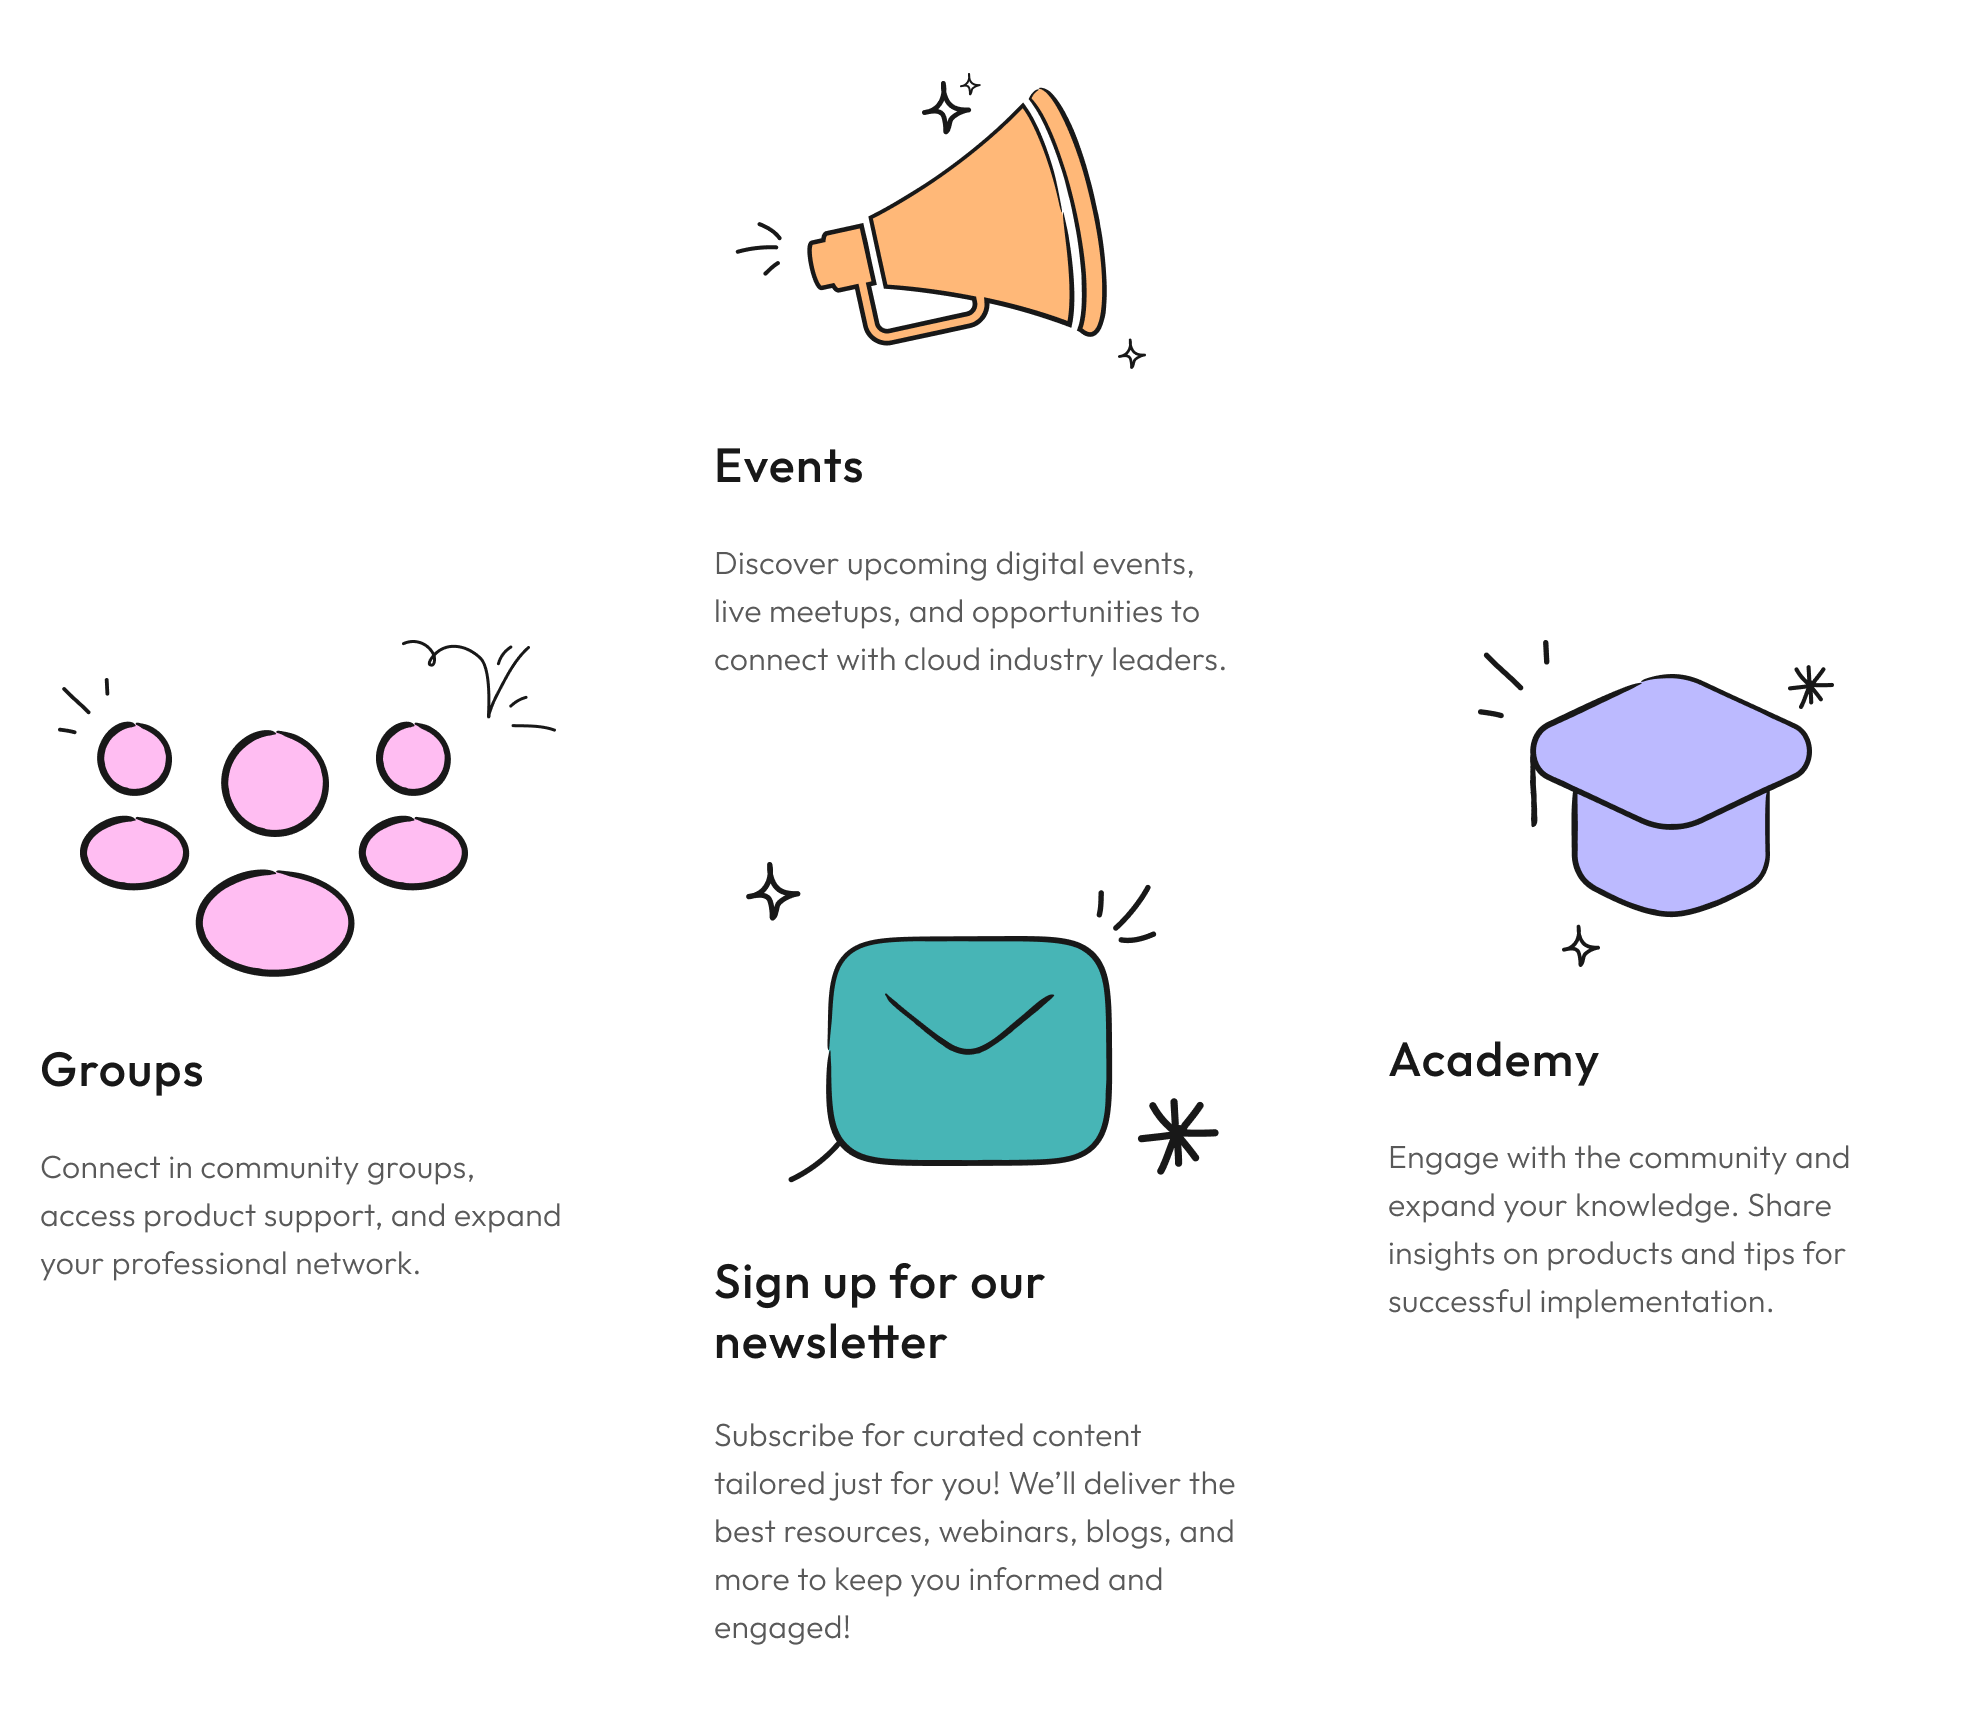 Events
Discover upcoming digital events,
live meetups, and opportunities to
connect with cloud industry leaders.
Groups
Connect in community groups,
access product support, and expand
your professional network.
Sign up for our
newsletter
Subscribe for curated content
tailored just for you! We’ll deliver the
best resources, webinars, blogs, and
more to keep you informed and
engaged!
Academy
Engage with the community and
expand your knowledge. Share
insights on products and tips for
successful implementation.